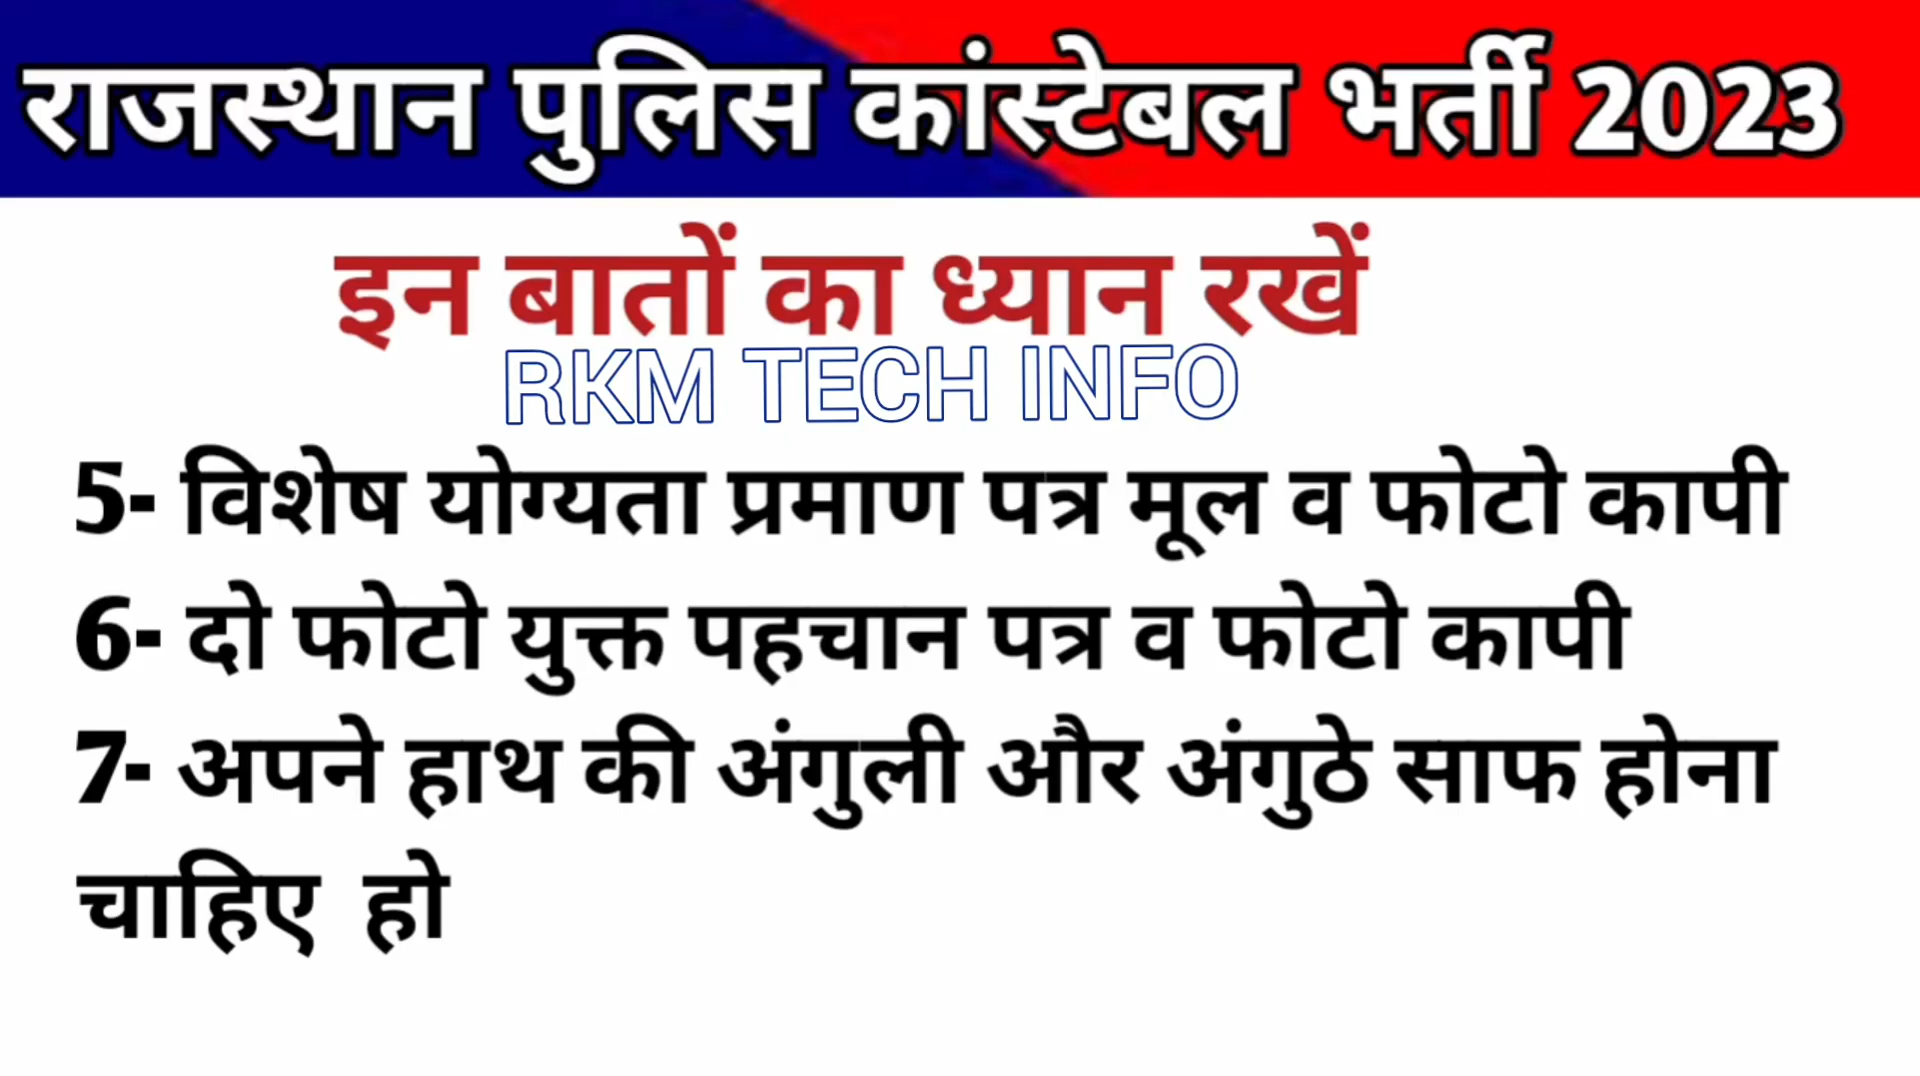 राजस्थान पुलिस कांस्टेबल भर्ती 2023
इन बातों का ध्यान रखें
RKM TECH INFO
5- विशेष योग्यता प्रमाण पत्र मूल व फोटो कापी
6- दो फोटो युक्त पहचान पत्र व फोटो कापी
7- अपने हाथ की अंगुली और अंगुठे साफ होना
चाहिए हो